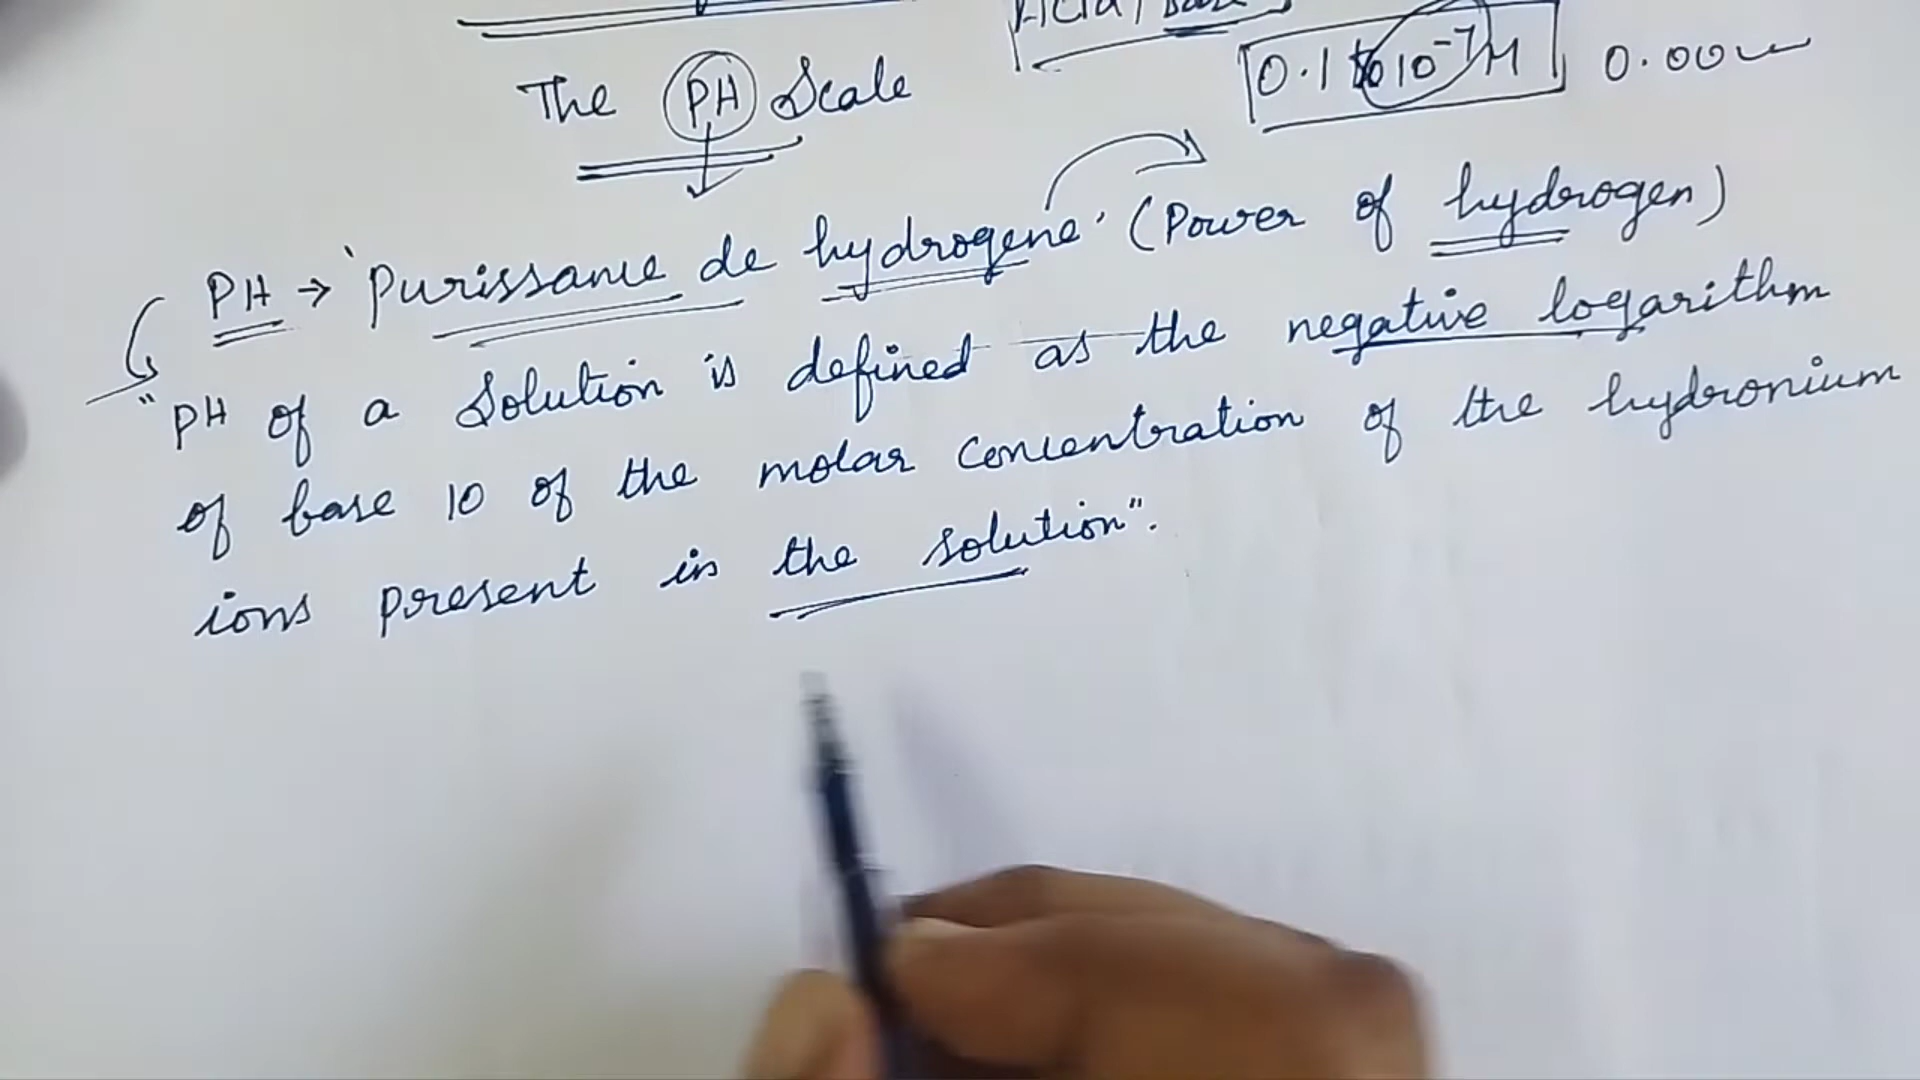 Acid / Base
The PH Scale
0.1 to 10⁻⁷ M 0.00
PH → 'Purissance de hydrogene' (Power of hydrogen)
"PH of a Solution is defined as the negative logarithm
of base 10 of the molar concentration of the hydronium
ions present in the solution".